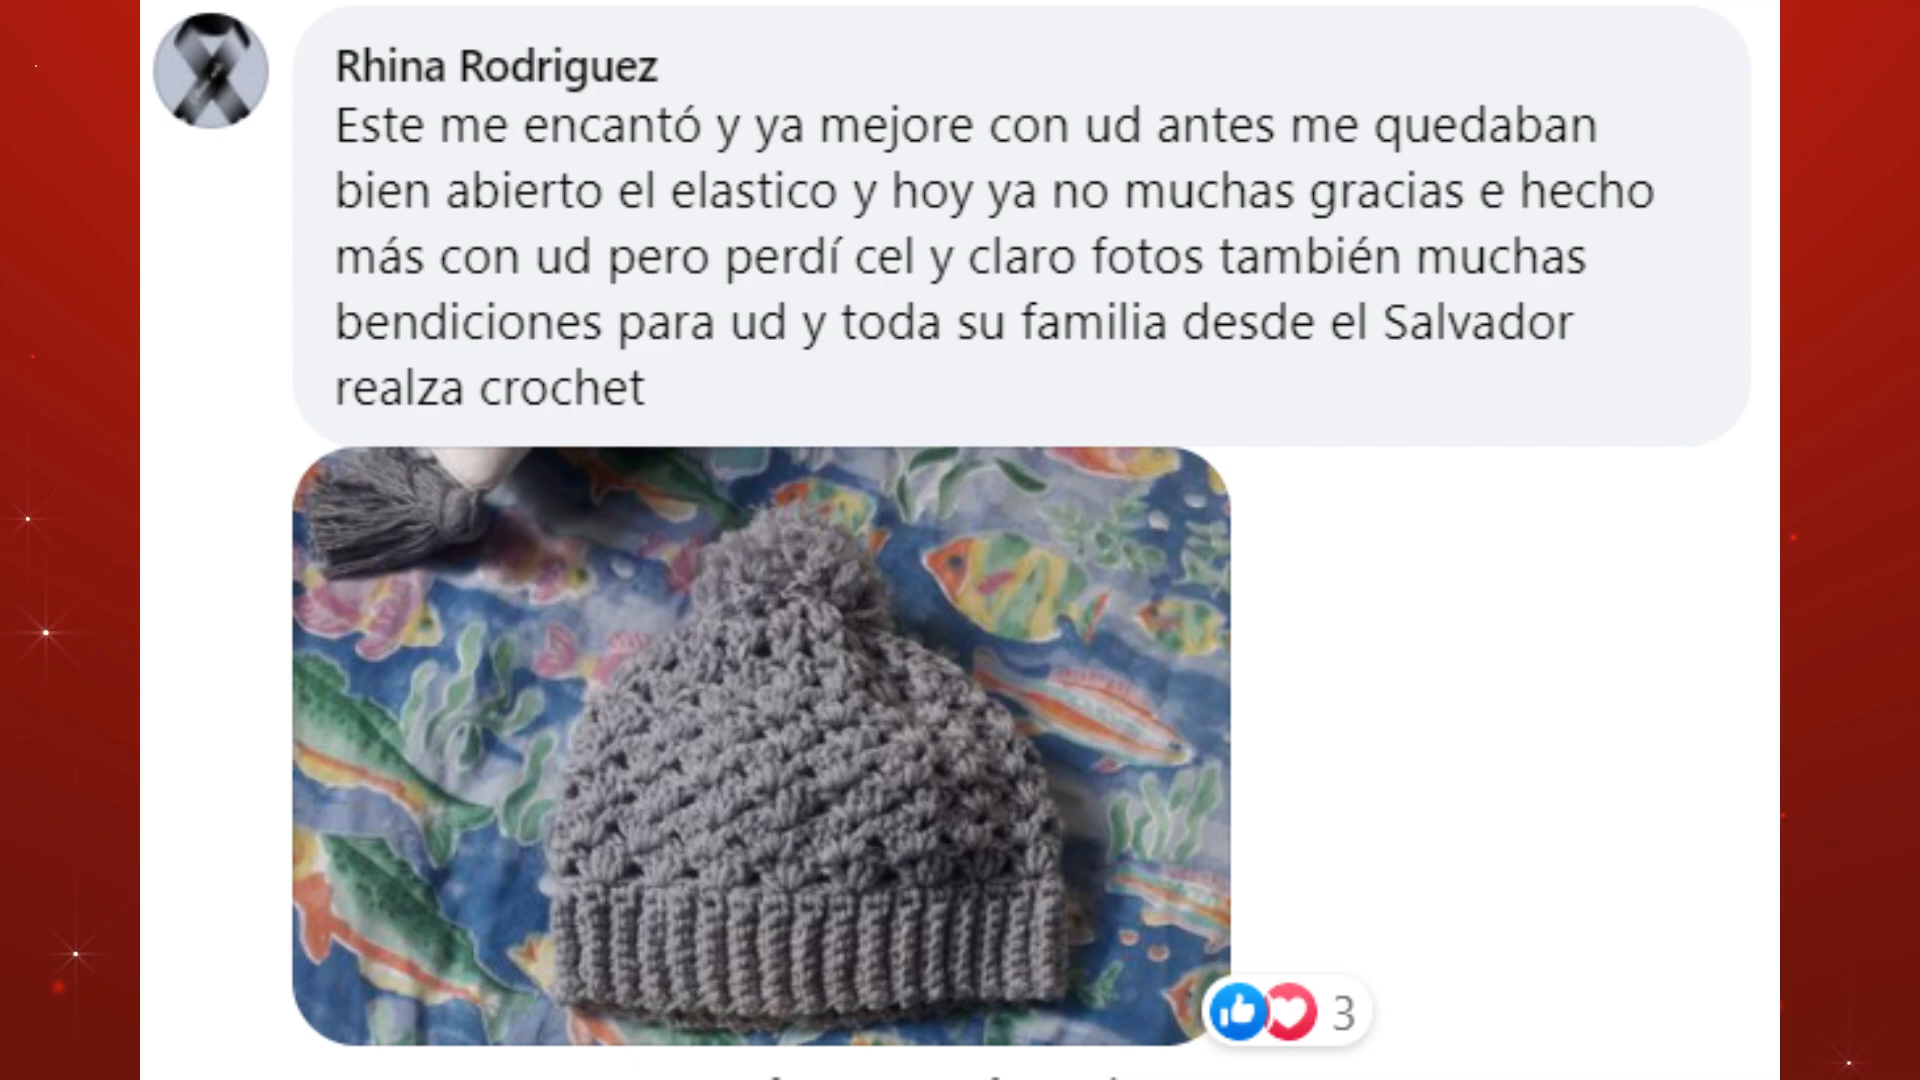 Rhina Rodriguez
Este me encantó y ya mejore con ud antes me quedaban
bien abierto el elastico y hoy ya no muchas gracias e hecho
más con ud pero perdí cel y claro fotos también muchas
bendiciones para ud y toda su familia desde el Salvador
realza crochet
3